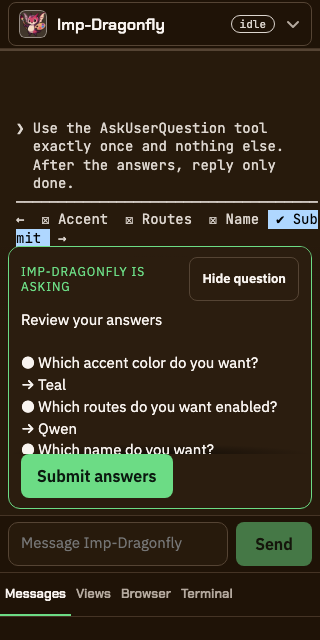 Imp-Dragonfly
idle
❯ Use the AskUserQuestion tool
exactly once and nothing else.
After the answers, reply only
done.
← ☒ Accent ☒ Routes ☒ Name ✔ Sub
mit →
IMP-DRAGONFLY IS
ASKING
Hide question
Review your answers
● Which accent color do you want?
→ Teal
● Which routes do you want enabled?
→ Qwen
● Which name do you want?
Submit answers
Message Imp-Dragonfly
Send
Messages Views Browser Terminal